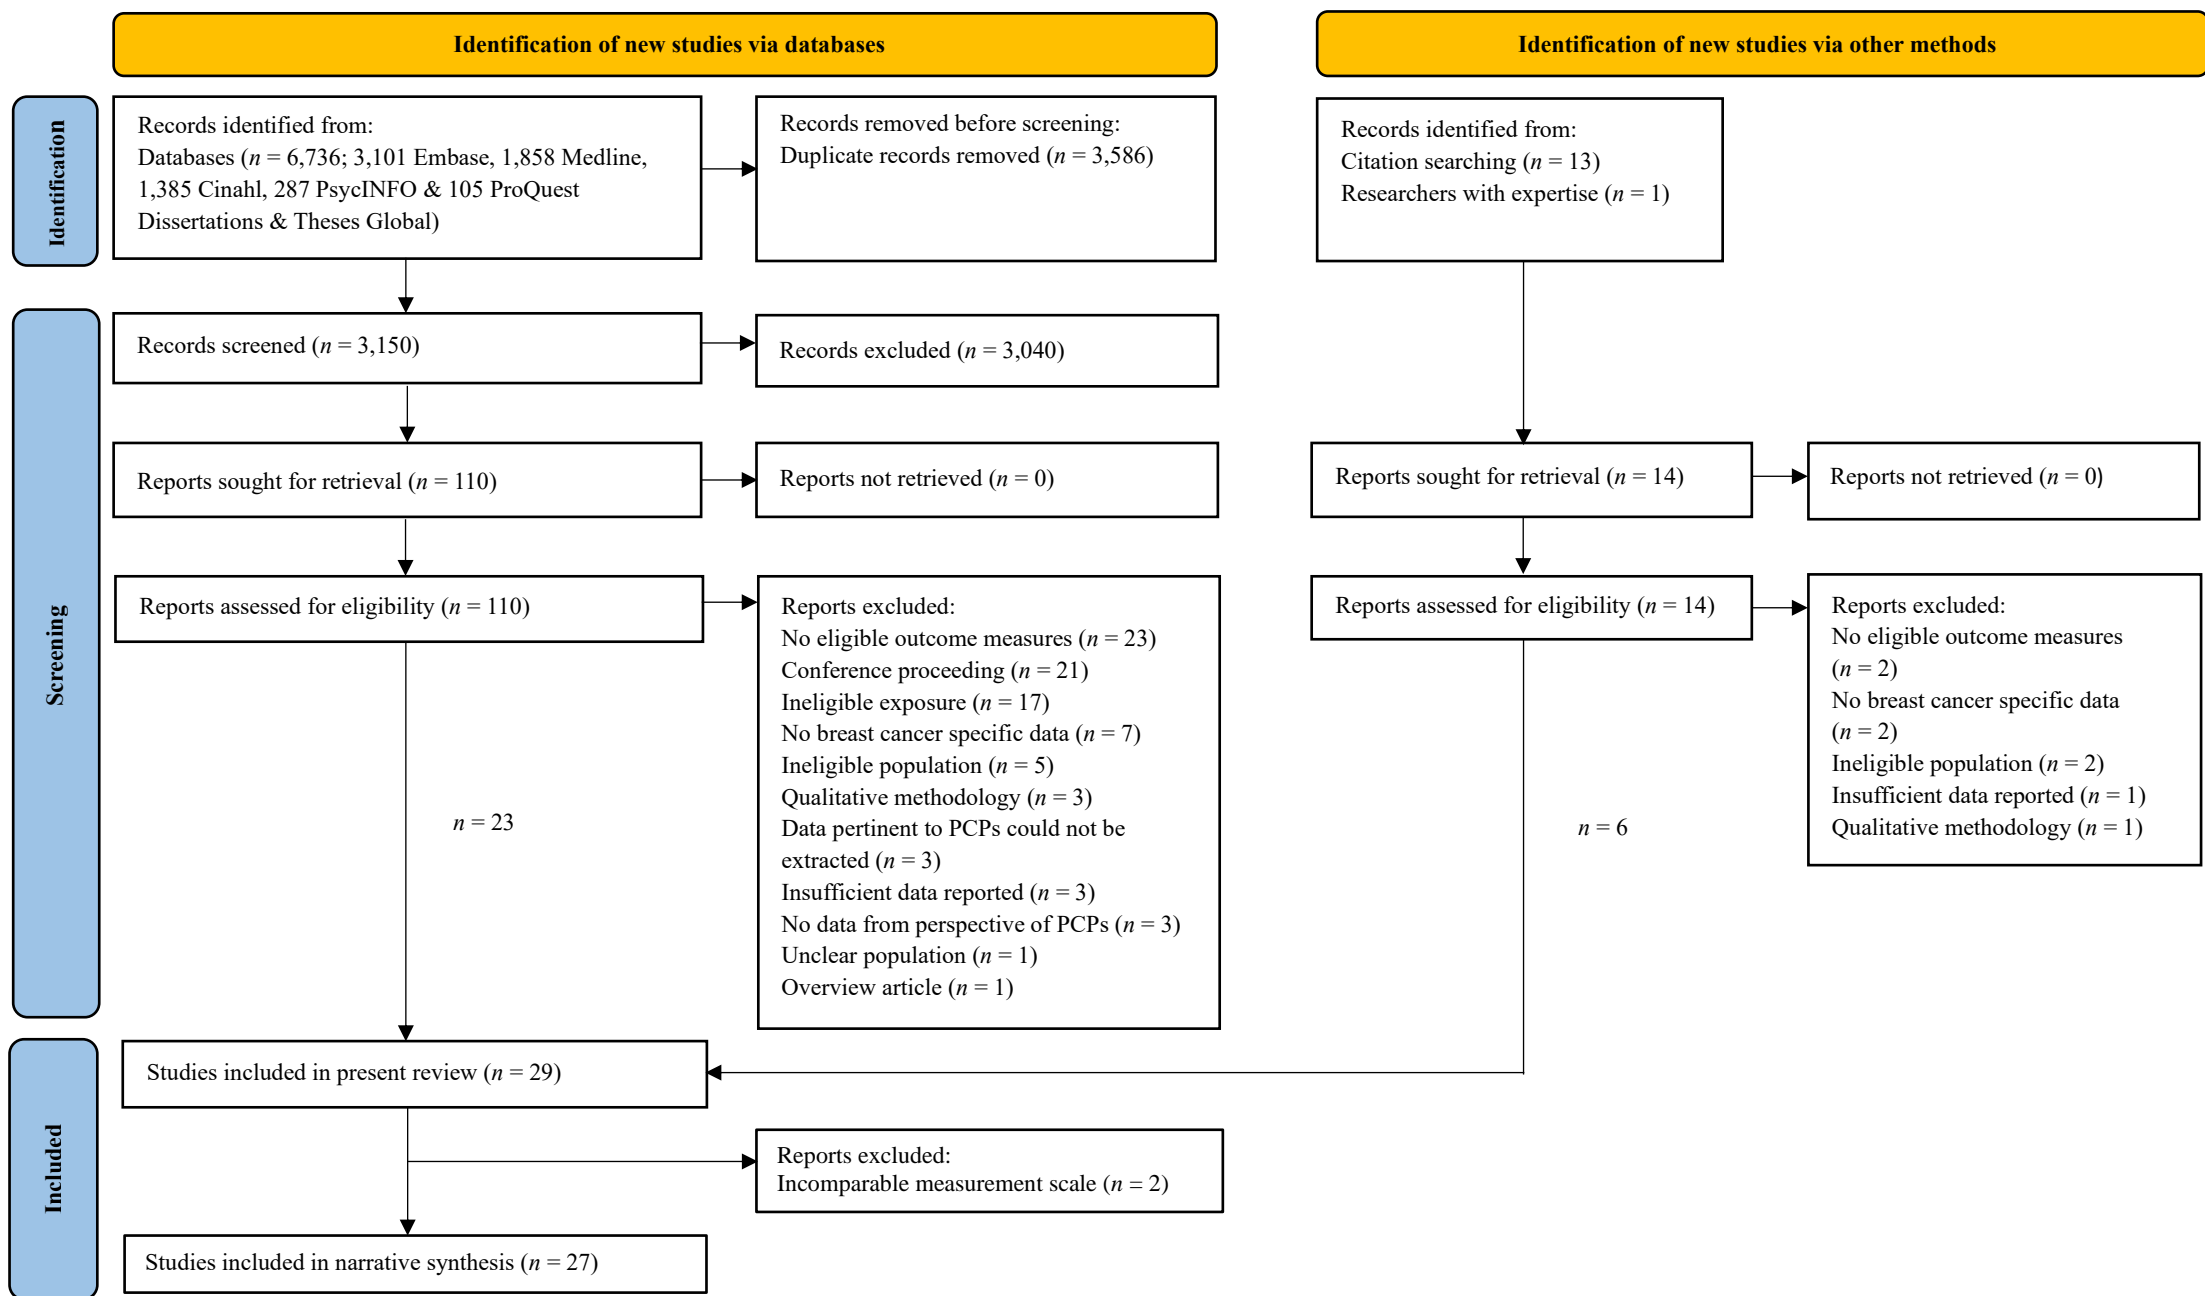 Identification of new studies via databases
Identification of new studies via other methods
Identification
Records identified from:
Databases (n = 6,736; 3,101 Embase, 1,858 Medline,
1,385 Cinahl, 287 PsycINFO & 105 ProQuest
Dissertations & Theses Global)
Records removed before screening:
Duplicate records removed (n = 3,586)
Records identified from:
Citation searching (n = 13)
Researchers with expertise (n = 1)
Screening
Records screened (n = 3,150)
Records excluded (n = 3,040)
Reports sought for retrieval (n = 110)
Reports not retrieved (n = 0)
Reports sought for retrieval (n = 14)
Reports not retrieved (n = 0)
Reports assessed for eligibility (n = 110)
Reports excluded:
No eligible outcome measures (n = 23)
Conference proceeding (n = 21)
Ineligible exposure (n = 17)
No breast cancer specific data (n = 7)
Ineligible population (n = 5)
Qualitative methodology (n = 3)
Data pertinent to PCPs could not be
extracted (n = 3)
Insufficient data reported (n = 3)
No data from perspective of PCPs (n = 3)
Unclear population (n = 1)
Overview article (n = 1)
Reports assessed for eligibility (n = 14)
Reports excluded:
No eligible outcome measures
(n = 2)
No breast cancer specific data
(n = 2)
Ineligible population (n = 2)
Insufficient data reported (n = 1)
Qualitative methodology (n = 1)
n = 23
n = 6
Included
Studies included in present review (n = 29)
Reports excluded:
Incomparable measurement scale (n = 2)
Studies included in narrative synthesis (n = 27)